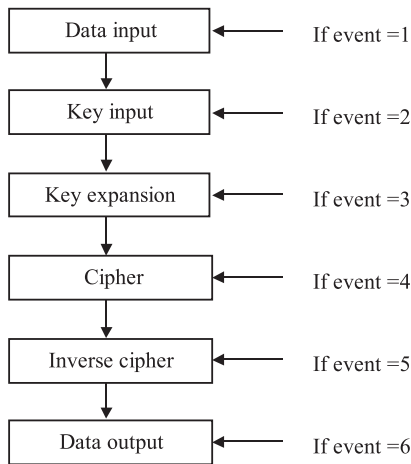 Data input
If event =1
Key input
If event =2
Key expansion
If event =3
Cipher
If event =4
Inverse cipher
If event =5
Data output
If event =6